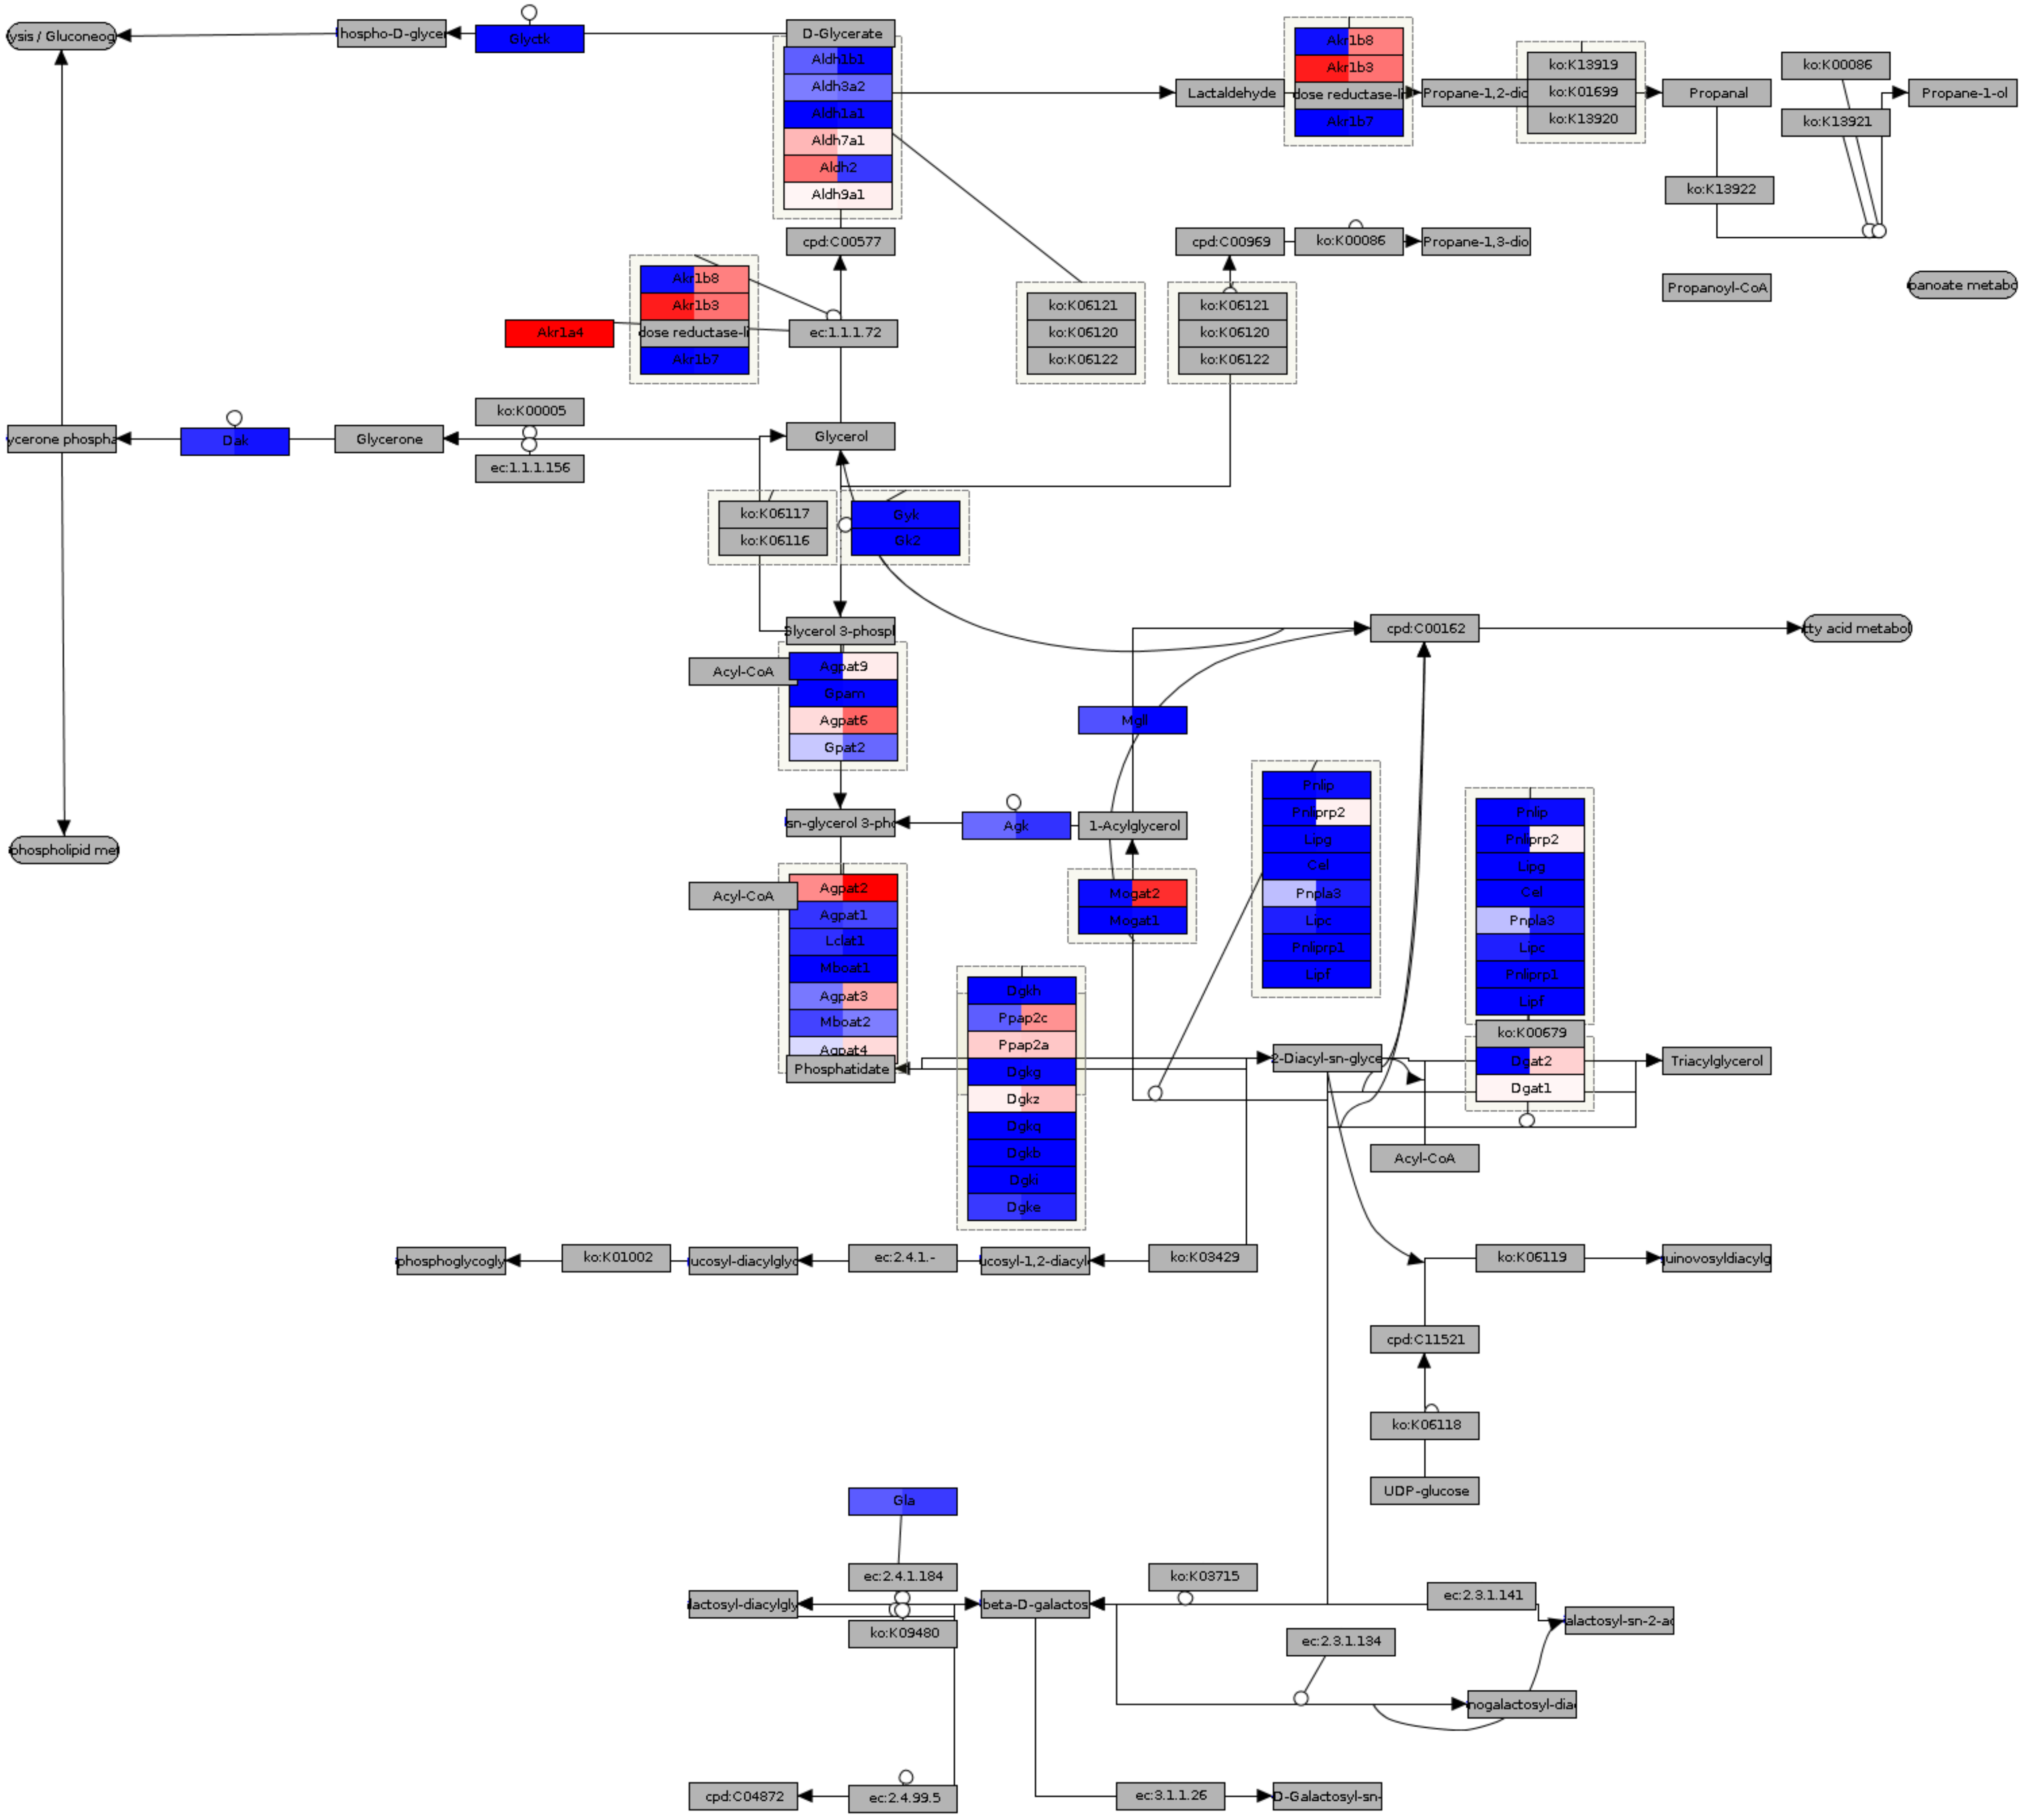 ysis / Gluconeog
hospho-D-glycer
Glyctk
D-Glycerate
Aldh1b1
Aldh3a2
Aldh1a1
Aldh7a1
Aldh2
Aldh9a1
cpd:C00577
Lactaldehyde
Akr1b8
Akr1b3
dose reductase-li
Akr1b7
Propane-1,2-dio
ko:K13919
ko:K01699
ko:K13920
Propanal
ko:K00086
ko:K13921
Propane-1-ol
ko:K13922
cpd:C00969
ko:K00086
Propane-1,3-dio
Propanoyl-CoA
panoate metabo
Akr1b8
Akr1b3
dose reductase-li
Akr1b7
Akr1a4
ec:1.1.1.72
ko:K06121
ko:K06120
ko:K06122
ko:K06121
ko:K06120
ko:K06122
ycerone phospha
Dak
Glycerone
ko:K00005
ec:1.1.1.156
Glycerol
ko:K06117
ko:K06116
Gyk
Gk2
Glycerol 3-phosph
cpd:C00162
tty acid metabol
Acyl-CoA
Agpat9
Gpam
Agpat6
Gpat2
Mgll
sn-glycerol 3-pho
Agk
1-Acylglycerol
phospholipid met
Pnlip
Pnliprp2
Lipg
Cel
Pnpla3
Lipc
Pnliprp1
Lipf
Pnlip
Pnliprp2
Lipg
Cel
Pnpla3
Lipc
Pnliprp1
Lipf
Acyl-CoA
Agpat2
Agpat1
Lclat1
Mboat1
Agpat3
Mboat2
Agpat4
Phosphatidate
Mogat2
Mogat1
Dgkh
Ppap2c
Ppap2a
Dgkg
Dgkz
Dgkq
Dgkb
Dgki
Dgke
2-Diacyl-sn-glyce
ko:K00679
Dgat2
Dgat1
Triacylglycerol
Acyl-CoA
phosphoglycogly
ko:K01002
ucosyl-diacylglyc
ec:2.4.1.-
ucosyl-1,2-diacyle
ko:K03429
ko:K06119
uinovosyldiacylg
cpd:C11521
ko:K06118
UDP-glucose
Gla
ec:2.4.1.184
lactosyl-diacylgly
ko:K09480
beta-D-galactos
ko:K03715
ec:2.3.1.141
alactosyl-sn-2-ac
ec:2.3.1.134
nogalactosyl-diac
cpd:C04872
ec:2.4.99.5
ec:3.1.1.26
D-Galactosyl-sn-